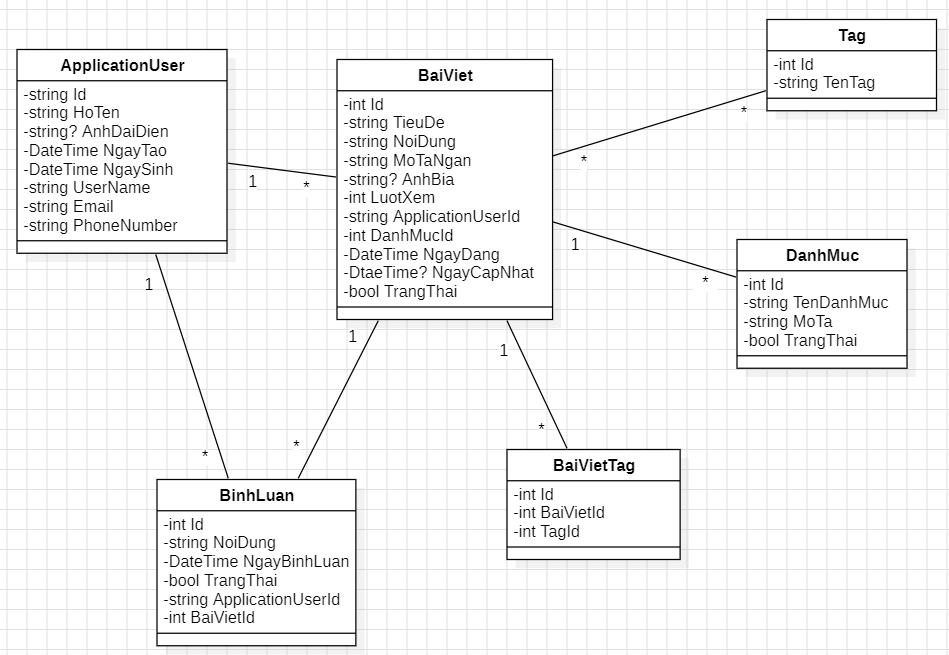 ApplicationUser
-string Id
-string HoTen
-string? AnhDaiDien
-DateTime NgayTao
-DateTime NgaySinh
-string UserName
-string Email
-string PhoneNumber
1
*
1
*
BaiViet
-int Id
-string TieuDe
-string NoiDung
-string MoTaNgan
-string? AnhBia
-int LuotXem
-string ApplicationUserId
-int DanhMucId
-DateTime NgayDang
-DtaeTime? NgayCapNhat
-bool TrangThai
*
*
1
*
1
*
1
*
Tag
-int Id
-string TenTag
DanhMuc
-int Id
-string TenDanhMuc
-string MoTa
-bool TrangThai
BinhLuan
-int Id
-string NoiDung
-DateTime NgayBinhLuan
-bool TrangThai
-string ApplicationUserId
-int BaiVietId
BaiVietTag
-int Id
-int BaiVietId
-int TagId